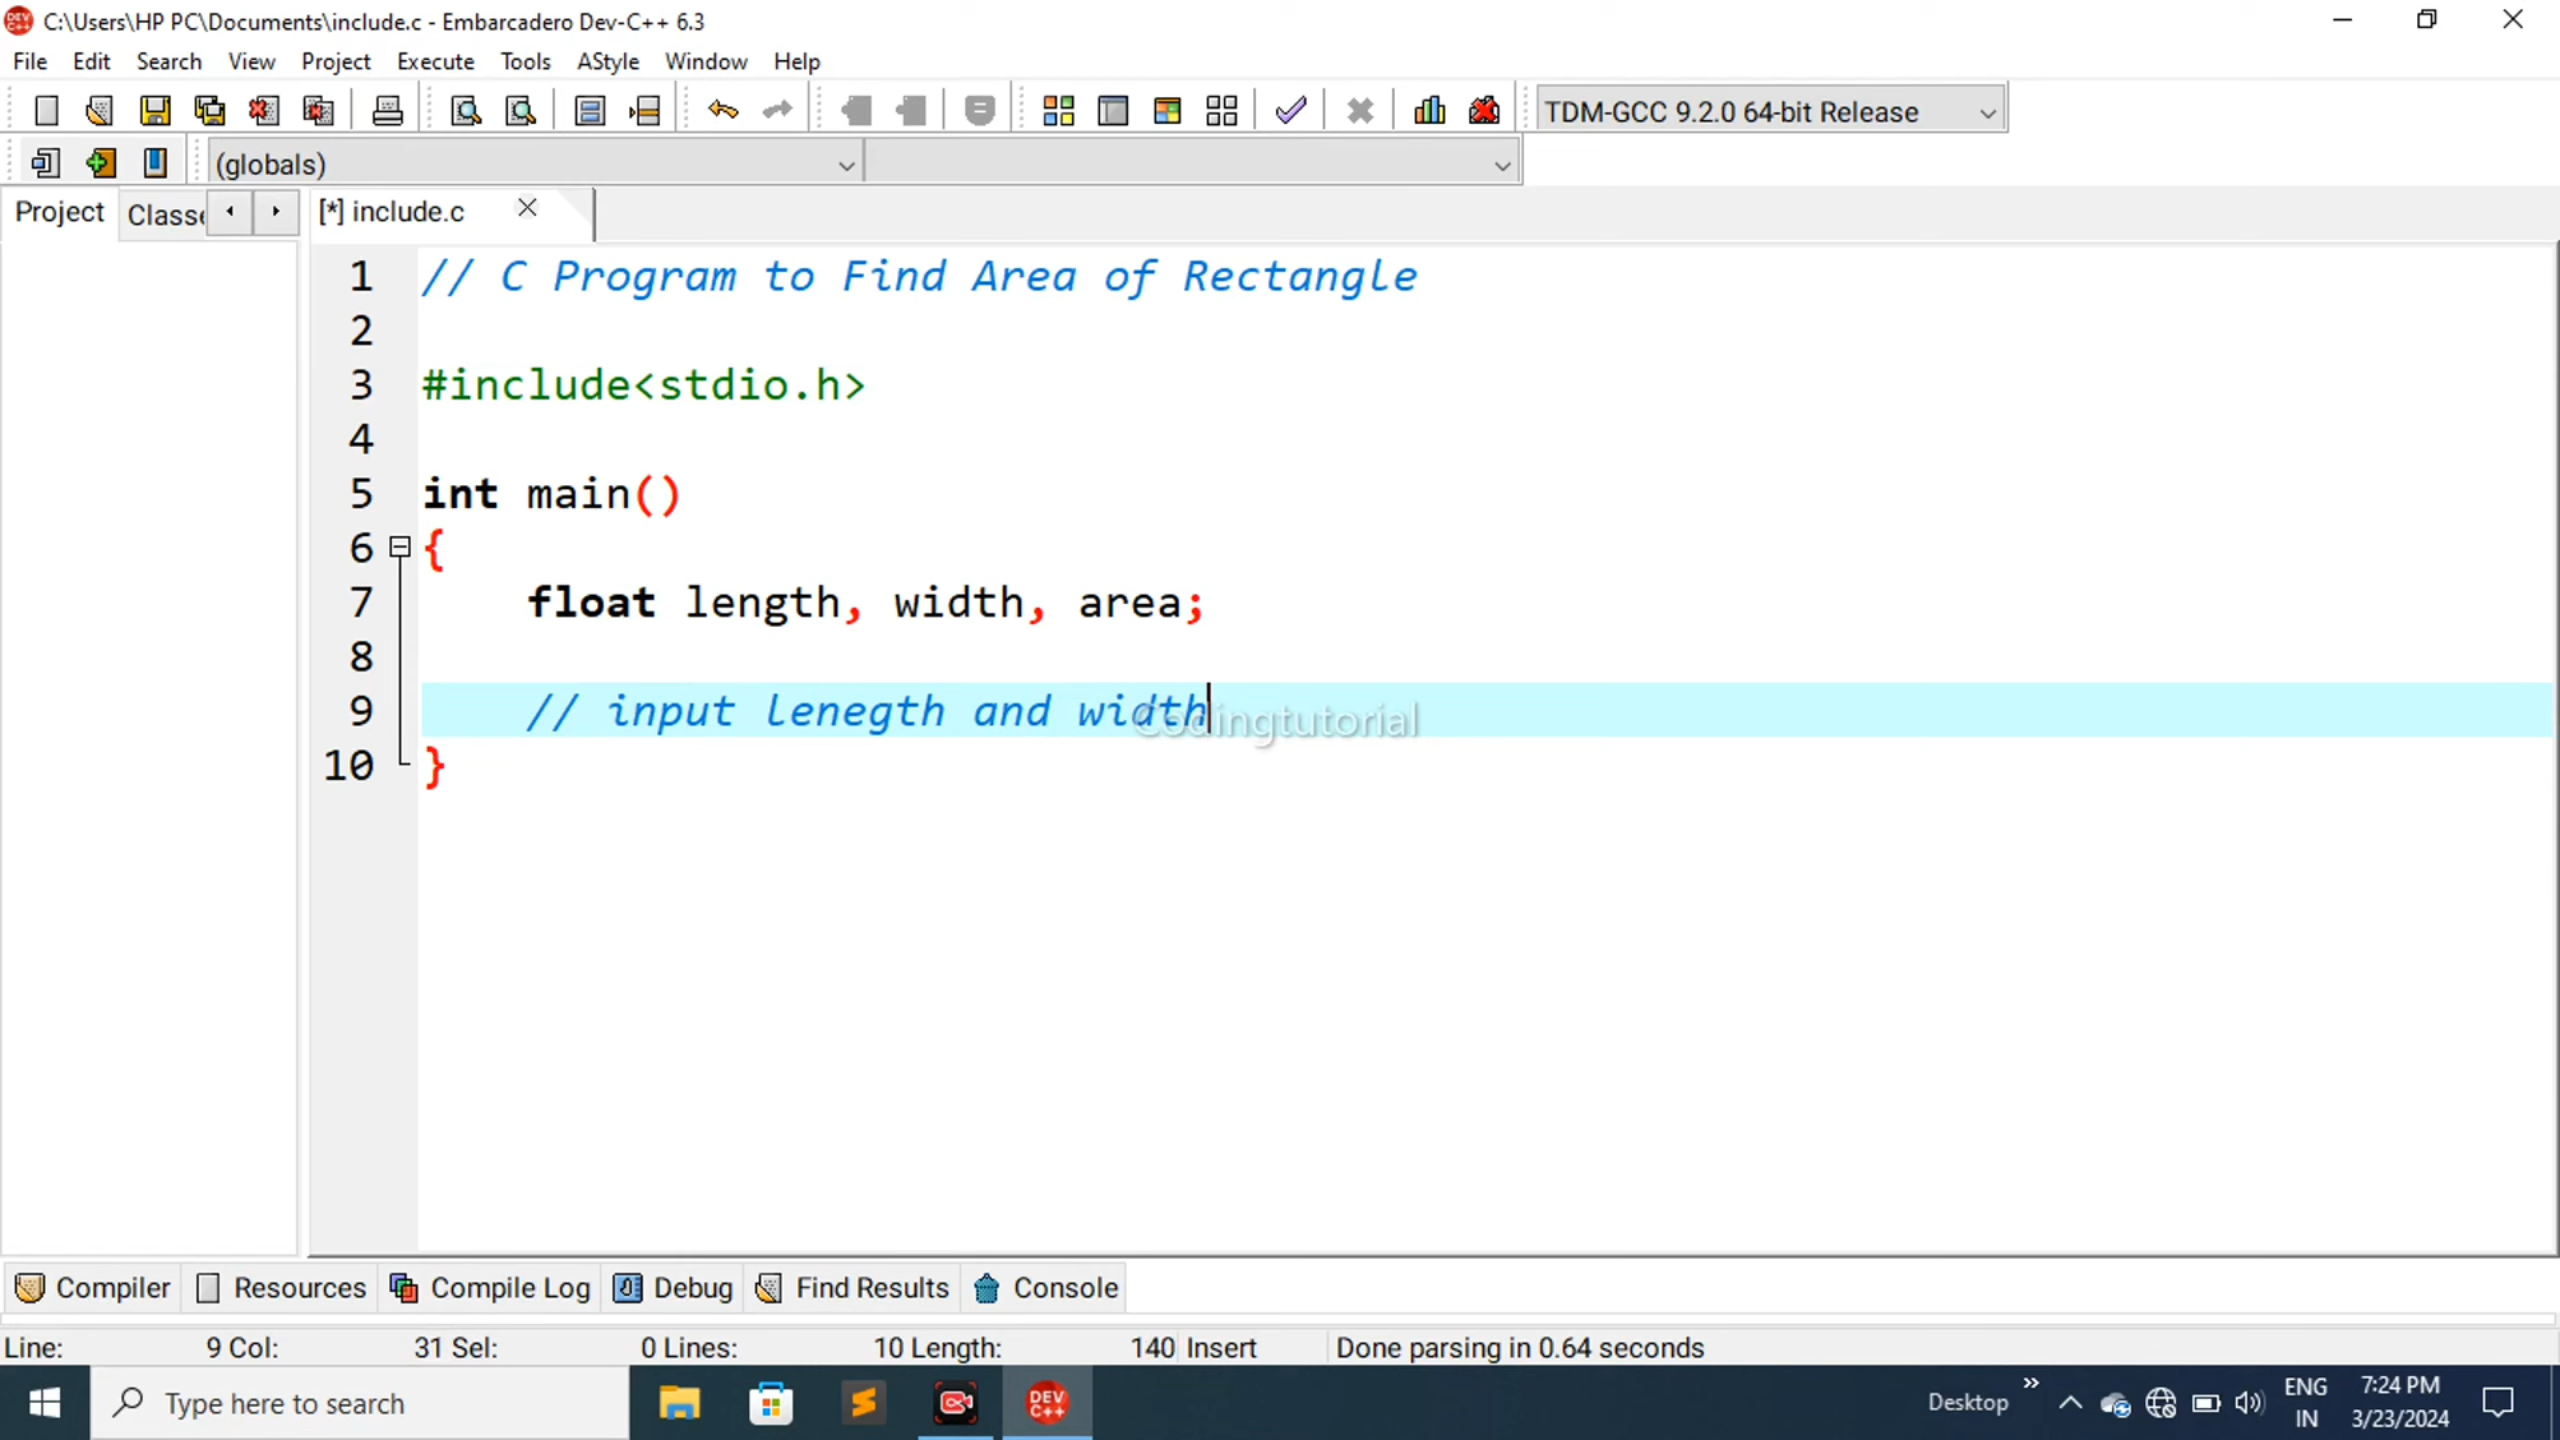 C:\Users\HP PC\Documents\include.c - Embarcadero Dev-C++ 6.3
File Edit Search View Project Execute Tools AStyle Window Help
TDM-GCC 9.2.0 64-bit Release
(globals)
Project Classe [*] include.c
1 // C Program to Find Area of Rectangle
2
3 #include<stdio.h>
4
5 int main()
6 {
7 float length, width, area;
8
9 // input lenegth and width
Codingtutorial
10 }
Compiler Resources Compile Log Debug Find Results Console
Line: 9 Col: 31 Sel: 0 Lines: 10 Length: 140 Insert Done parsing in 0.64 seconds
Type here to search
DEV C++
Desktop
ENG 7:24 PM
IN 3/23/2024